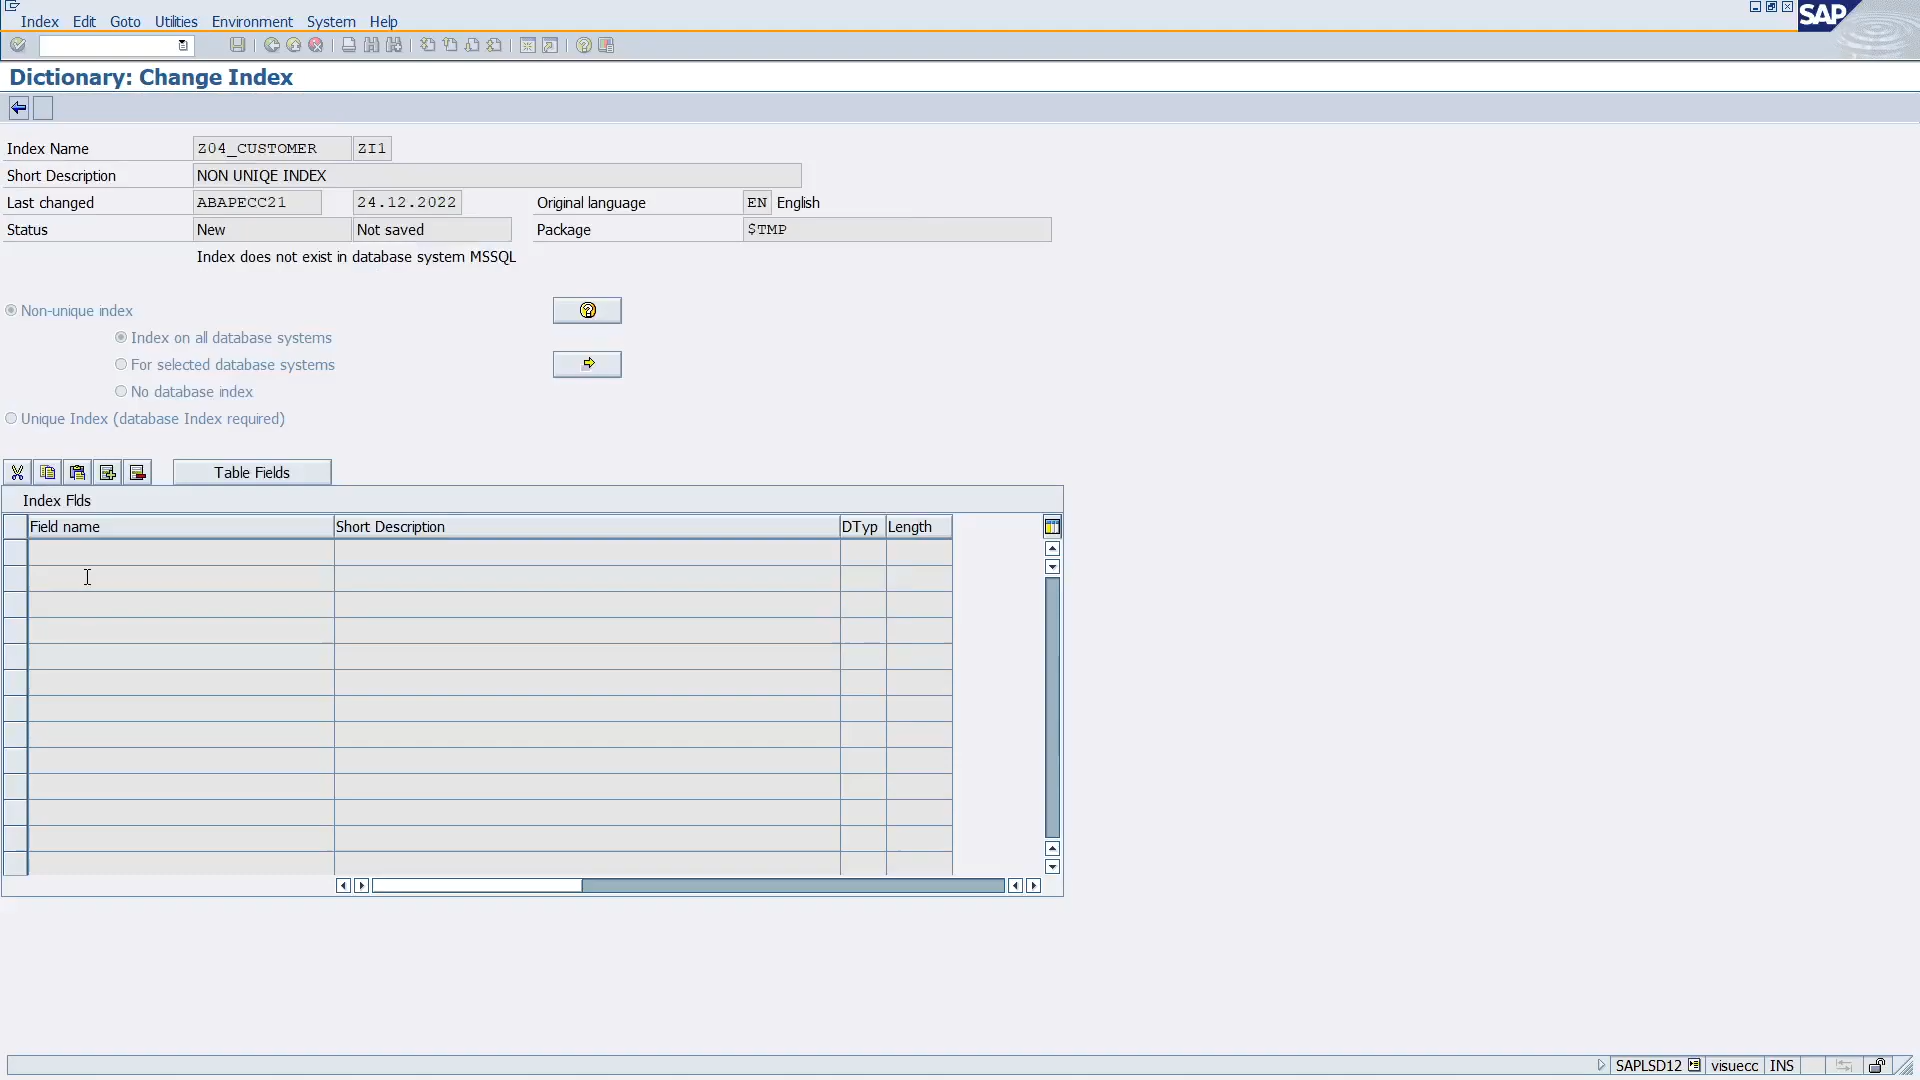 Index Edit Goto Utilities Environment System Help
SAP
Dictionary: Change Index
Index Name Z04_CUSTOMER ZI1
Short Description NON UNIQE INDEX
Last changed ABAPECC21 24.12.2022 Original language EN English
Status New Not saved Package $TMP
Index does not exist in database system MSSQL
Non-unique index
Index on all database systems
For selected database systems
No database index
Unique Index (database Index required)
Table Fields
Index Flds
Field name Short Description DTyp Length
SAPLSD12 visuecc INS